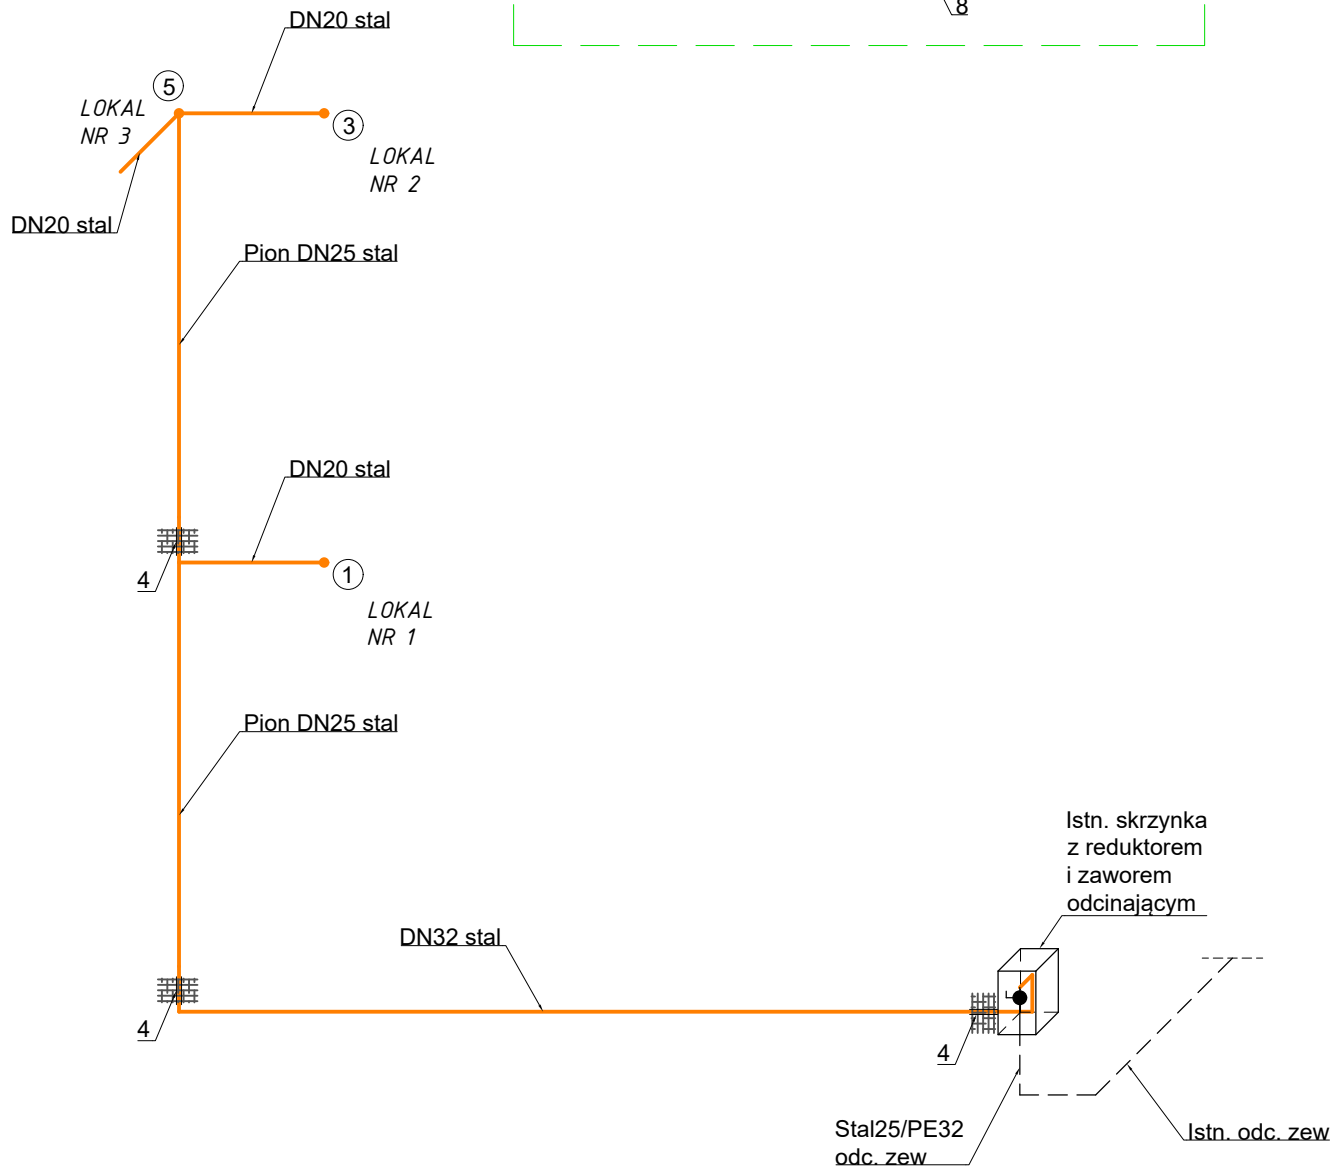 8
DN20 stal
5
LOKAL
NR 3
3
LOKAL
NR 2
DN20 stal
Pion DN25 stal
DN20 stal
4
1
LOKAL
NR 1
Pion DN25 stal
Istn. skrzynka
z reduktorem
i zaworem
odcinającym
DN32 stal
4
4
Stal25/PE32
odc. zew
Istn. odc. zew